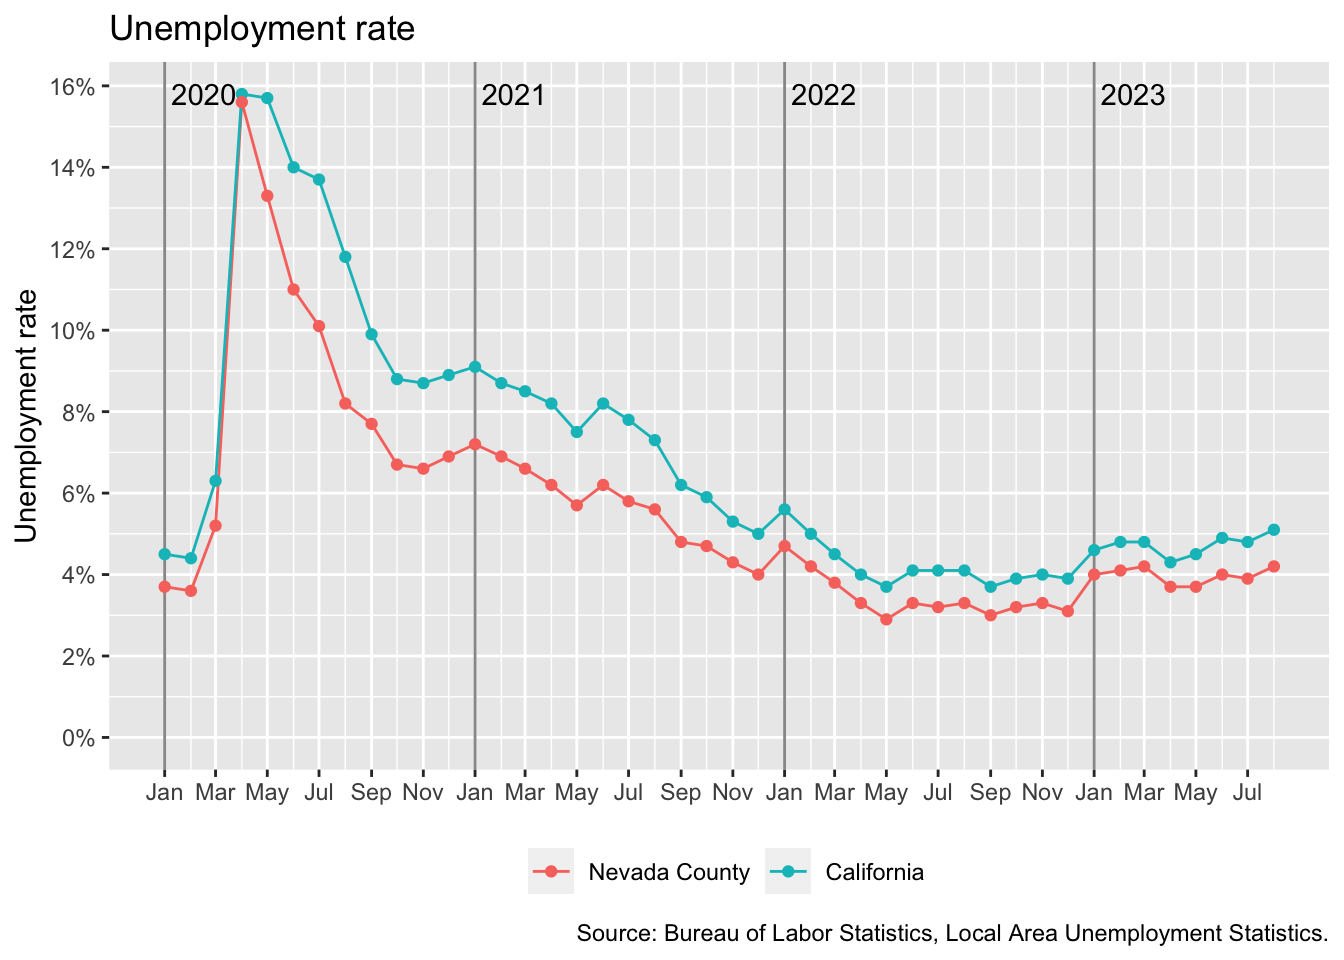 Unemployment rate
2020 2021 2022 2023
16%
14%
12%
10%
8%
6%
4%
2%
0%
Unemployment rate
Jan Mar May Jul Sep Nov Jan Mar May Jul Sep Nov Jan Mar May Jul Sep Nov Jan Mar May Jul
Nevada County California
Source: Bureau of Labor Statistics, Local Area Unemployment Statistics.